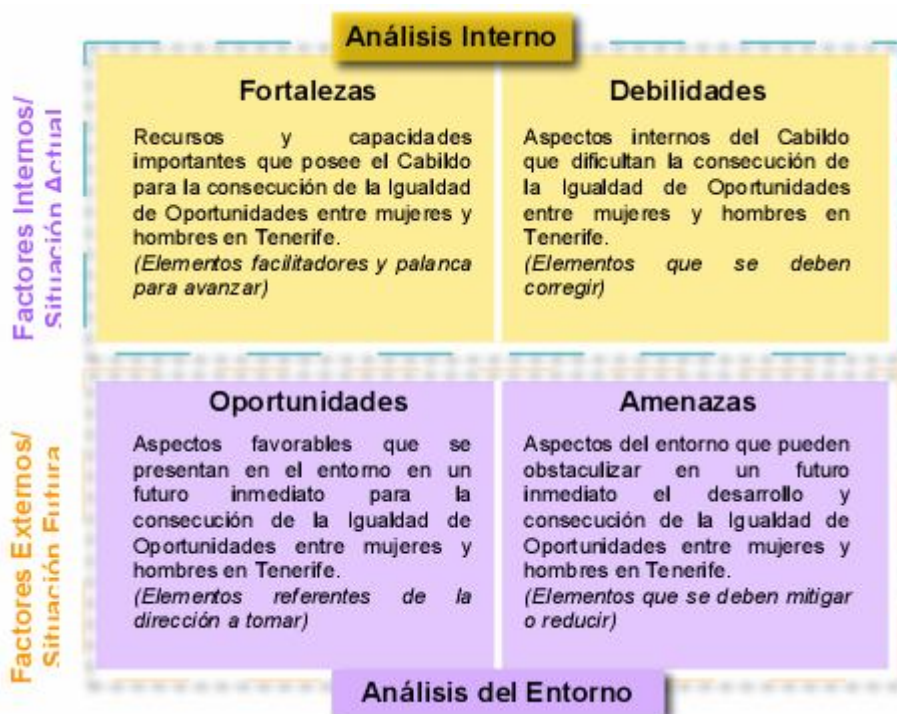 Análisis Interno
Factores Internos/
Situación Actual
Fortalezas
Recursos y capacidades
importantes que posee el Cabildo
para la consecución de la Igualdad
de Oportunidades entre mujeres y
hombres en Tenerife.
(Elementos facilitadores y palanca
para avanzar)
Debilidades
Aspectos internos del Cabildo
que dificultan la consecución de
la Igualdad de Oportunidades
entre mujeres y hombres en
Tenerife.
(Elementos que se deben
corregir)
Factores Externos/
Situación Futura
Oportunidades
Aspectos favorables que se
presentan en el entorno en un
futuro inmediato para la
consecución de la Igualdad de
Oportunidades entre mujeres y
hombres en Tenerife.
(Elementos referentes de la
dirección a tomar)
Amenazas
Aspectos del entorno que pueden
obstaculizar en un futuro
inmediato el desarrollo y
consecución de la Igualdad de
Oportunidades entre mujeres y
hombres en Tenerife.
(Elementos que se deben mitigar
o reducir)
Análisis del Entorno